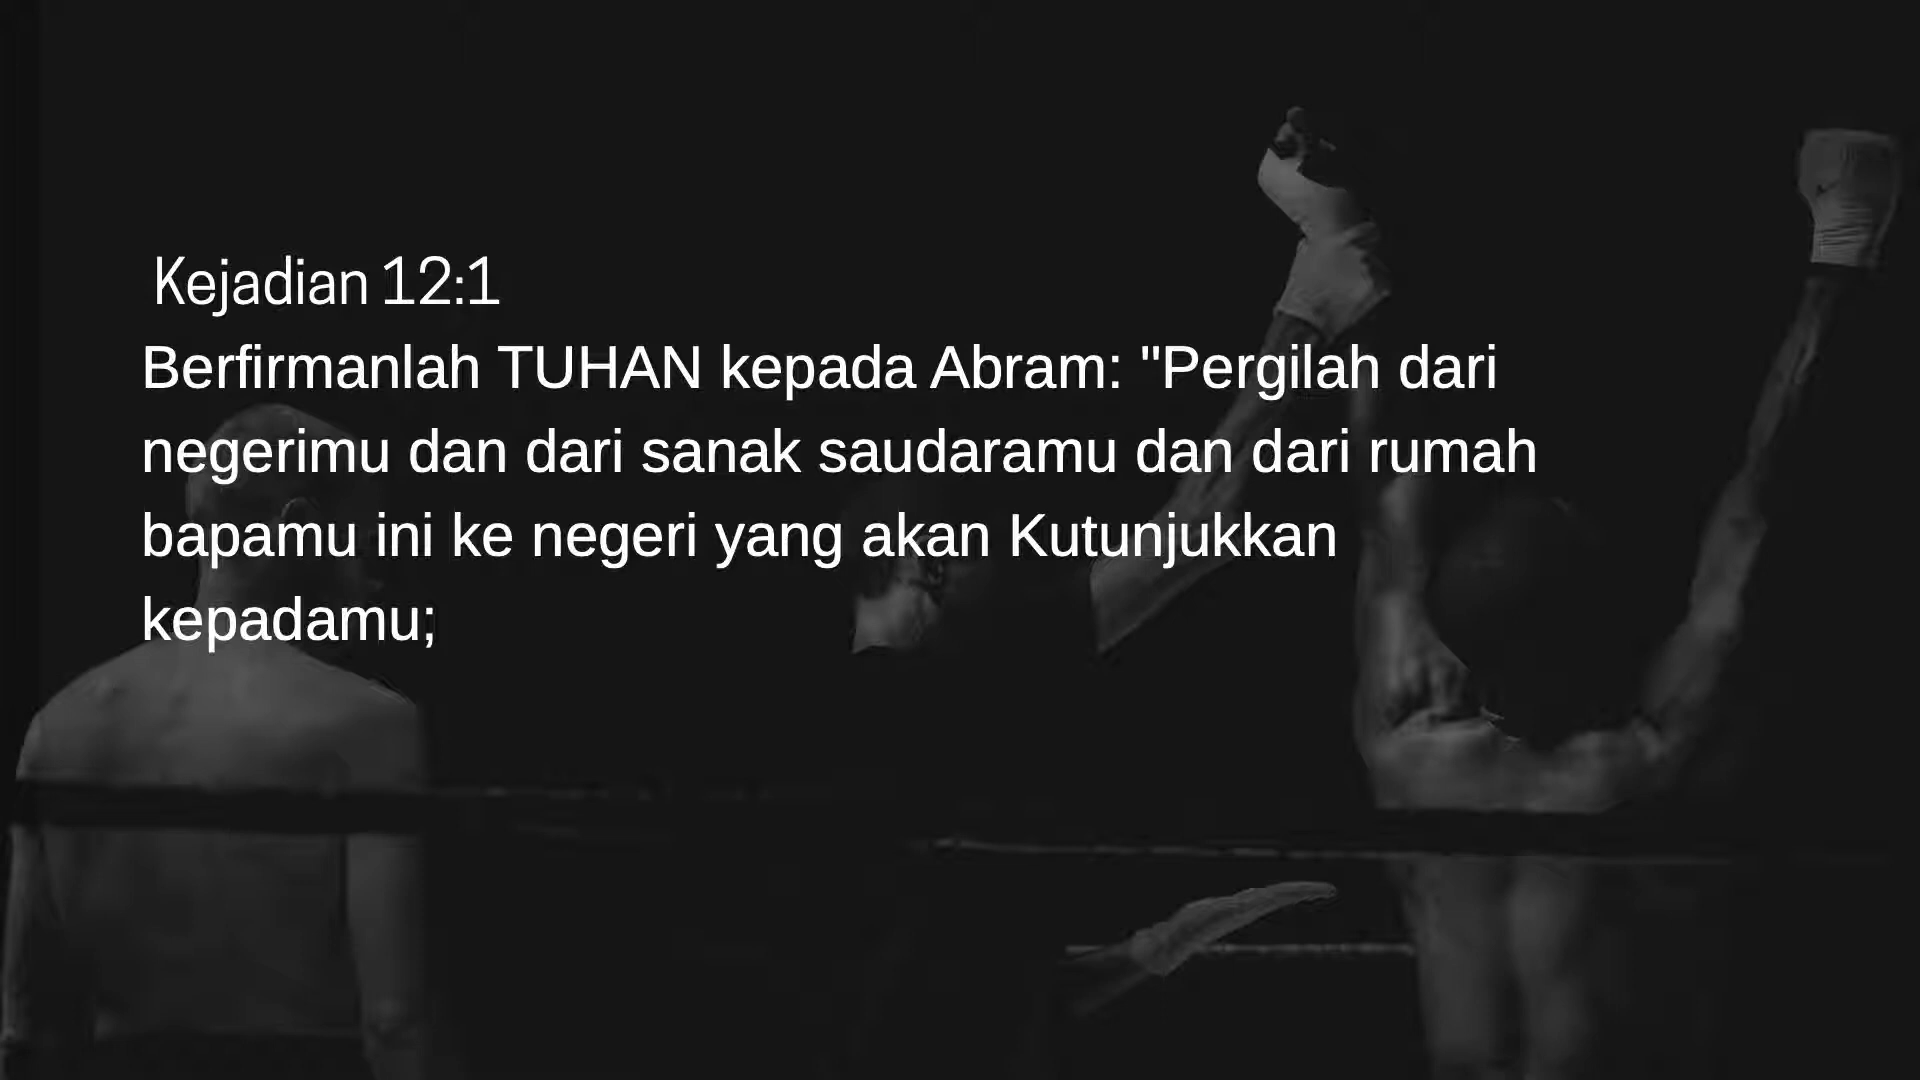 Kejadian 12:1
Berfirmanlah TUHAN kepada Abram: "Pergilah dari
negerimu dan dari sanak saudaramu dan dari rumah
bapamu ini ke negeri yang akan Kutunjukkan
kepadamu;